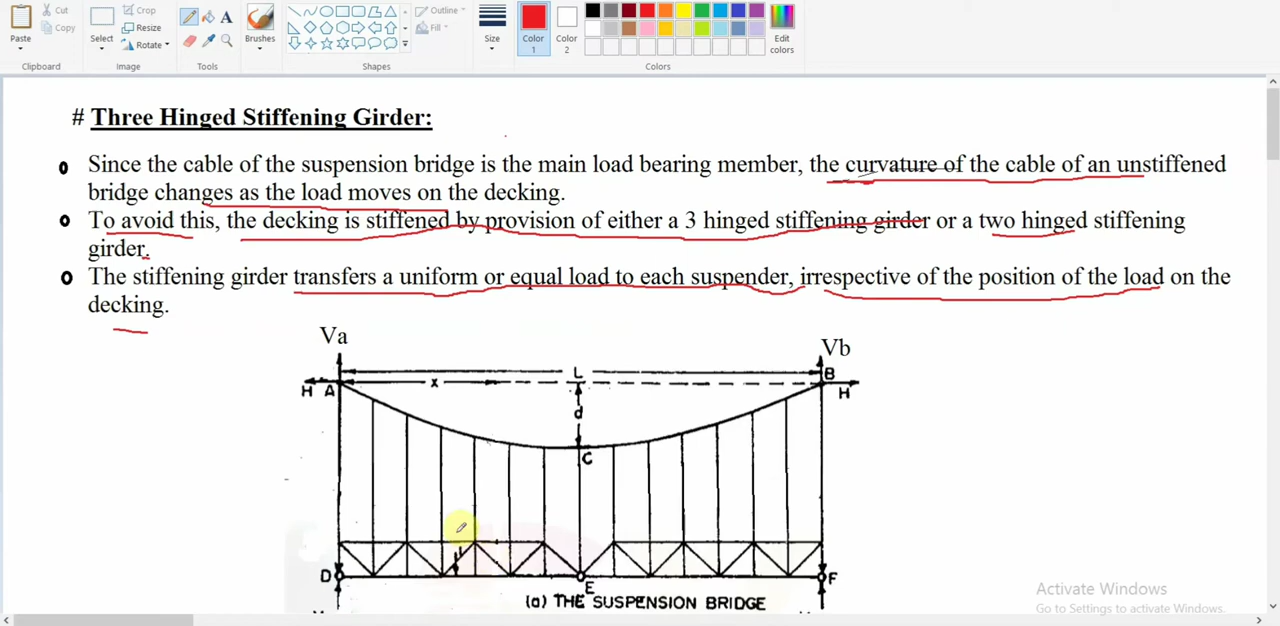 Cut
Copy
Paste
Clipboard
Select
Crop
Resize
Rotate
Image
A
Tools
Brushes
Outline
Fill
Shapes
Size
Color 1
Color 2
Edit colors
Colors
# Three Hinged Stiffening Girder:
Since the cable of the suspension bridge is the main load bearing member, the curvature of the cable of an unstiffened
bridge changes as the load moves on the decking.
To avoid this, the decking is stiffened by provision of either a 3 hinged stiffening girder or a two hinged stiffening
girder.
The stiffening girder transfers a uniform or equal load to each suspender, irrespective of the position of the load on the
decking.
Va
Vb
L
B
H A x
H
d
C
D
F
E
(a) THE SUSPENSION BRIDGE
Activate Windows
Go to Settings to activate Windows.